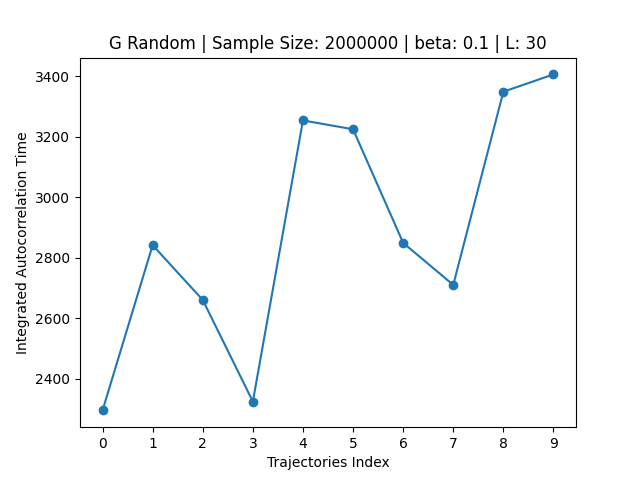 G Random | Sample Size: 2000000 | beta: 0.1 | L: 30
Integrated Autocorrelation Time
3400
3200
3000
2800
2600
2400
0 1 2 3 4 5 6 7 8 9
Trajectories Index